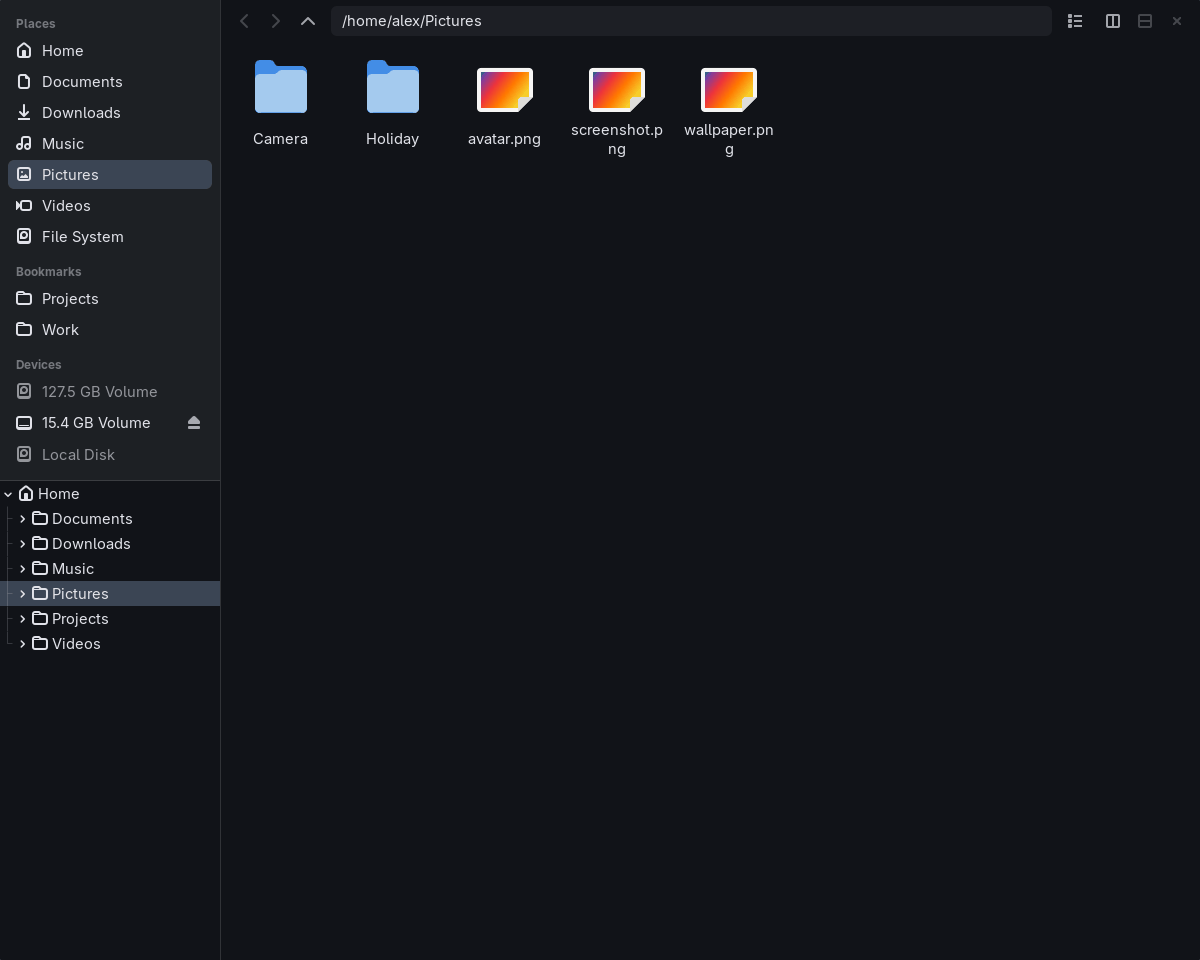 Places
Home
Documents
Downloads
Music
Pictures
Videos
File System
Bookmarks
Projects
Work
Devices
127.5 GB Volume
15.4 GB Volume
Local Disk
Home
Documents
Downloads
Music
Pictures
Projects
Videos
/home/alex/Pictures
Camera
Holiday
avatar.png
screenshot.p
ng
wallpaper.pn
g